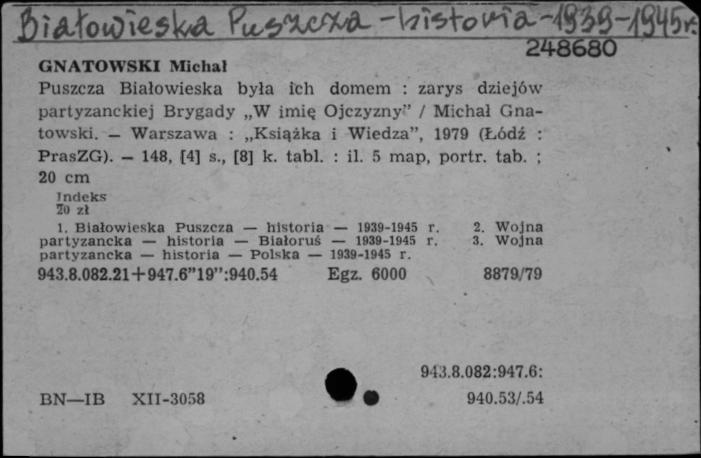 Białowieska Puszcza - historia - 1939-1945 r.
248680
GNATOWSKI Michał
Puszcza Białowieska była ich domem : zarys dziejów
partyzanckiej Brygady „W imię Ojczyzny” / Michał Gna-
towski. — Warszawa : „Książka i Wiedza”, 1979 (Łódź :
PrasZG). — 148, [4] s., [8] k. tabl. : il. 5 map, portr. tab. ;
20 cm
Indeks
20 zł
1. Białowieska Puszcza — historia — 1939-1945 r. 2. Wojna
partyzancka — historia — Białoruś — 1939-1945 r. 3. Wojna
partyzancka — historia — Polska — 1939-1945 r.
943.8.082.21+947.6”19”:940.54 Egz. 6000 8879/79
943.8.082:947.6:
BN—IB XII-3058 940.53/.54